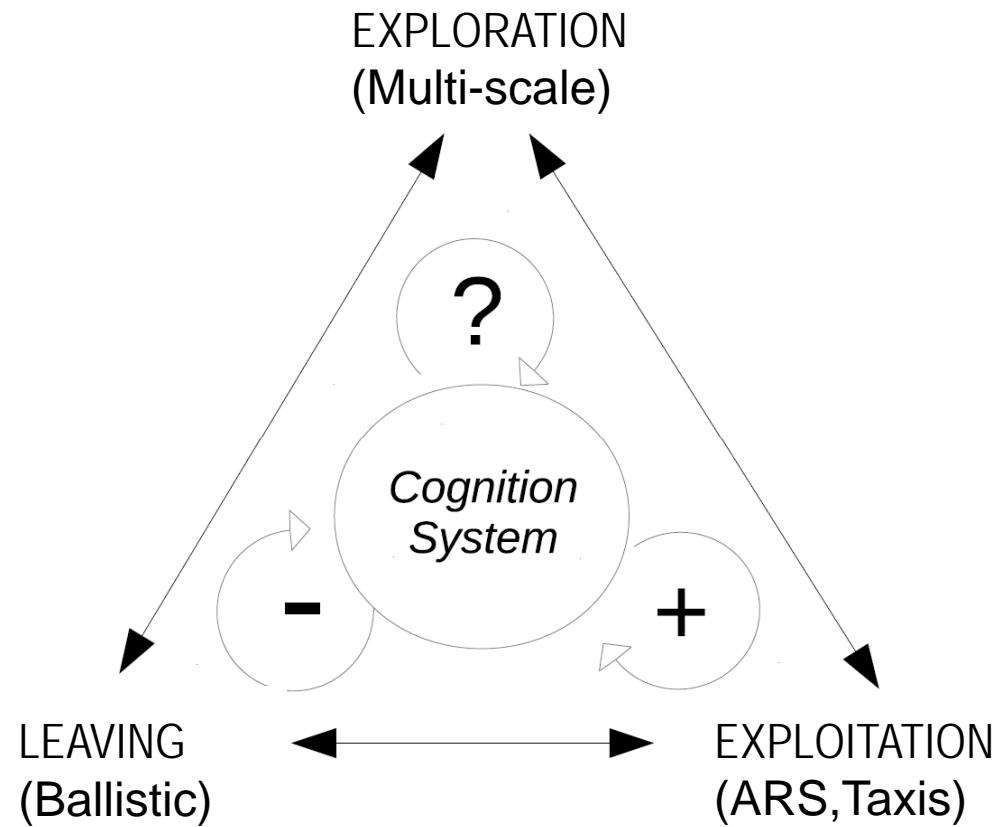 EXPLORATION
(Multi-scale)
?
Cognition
System
-
+
LEAVING
(Ballistic)
EXPLOITATION
(ARS,Taxis)